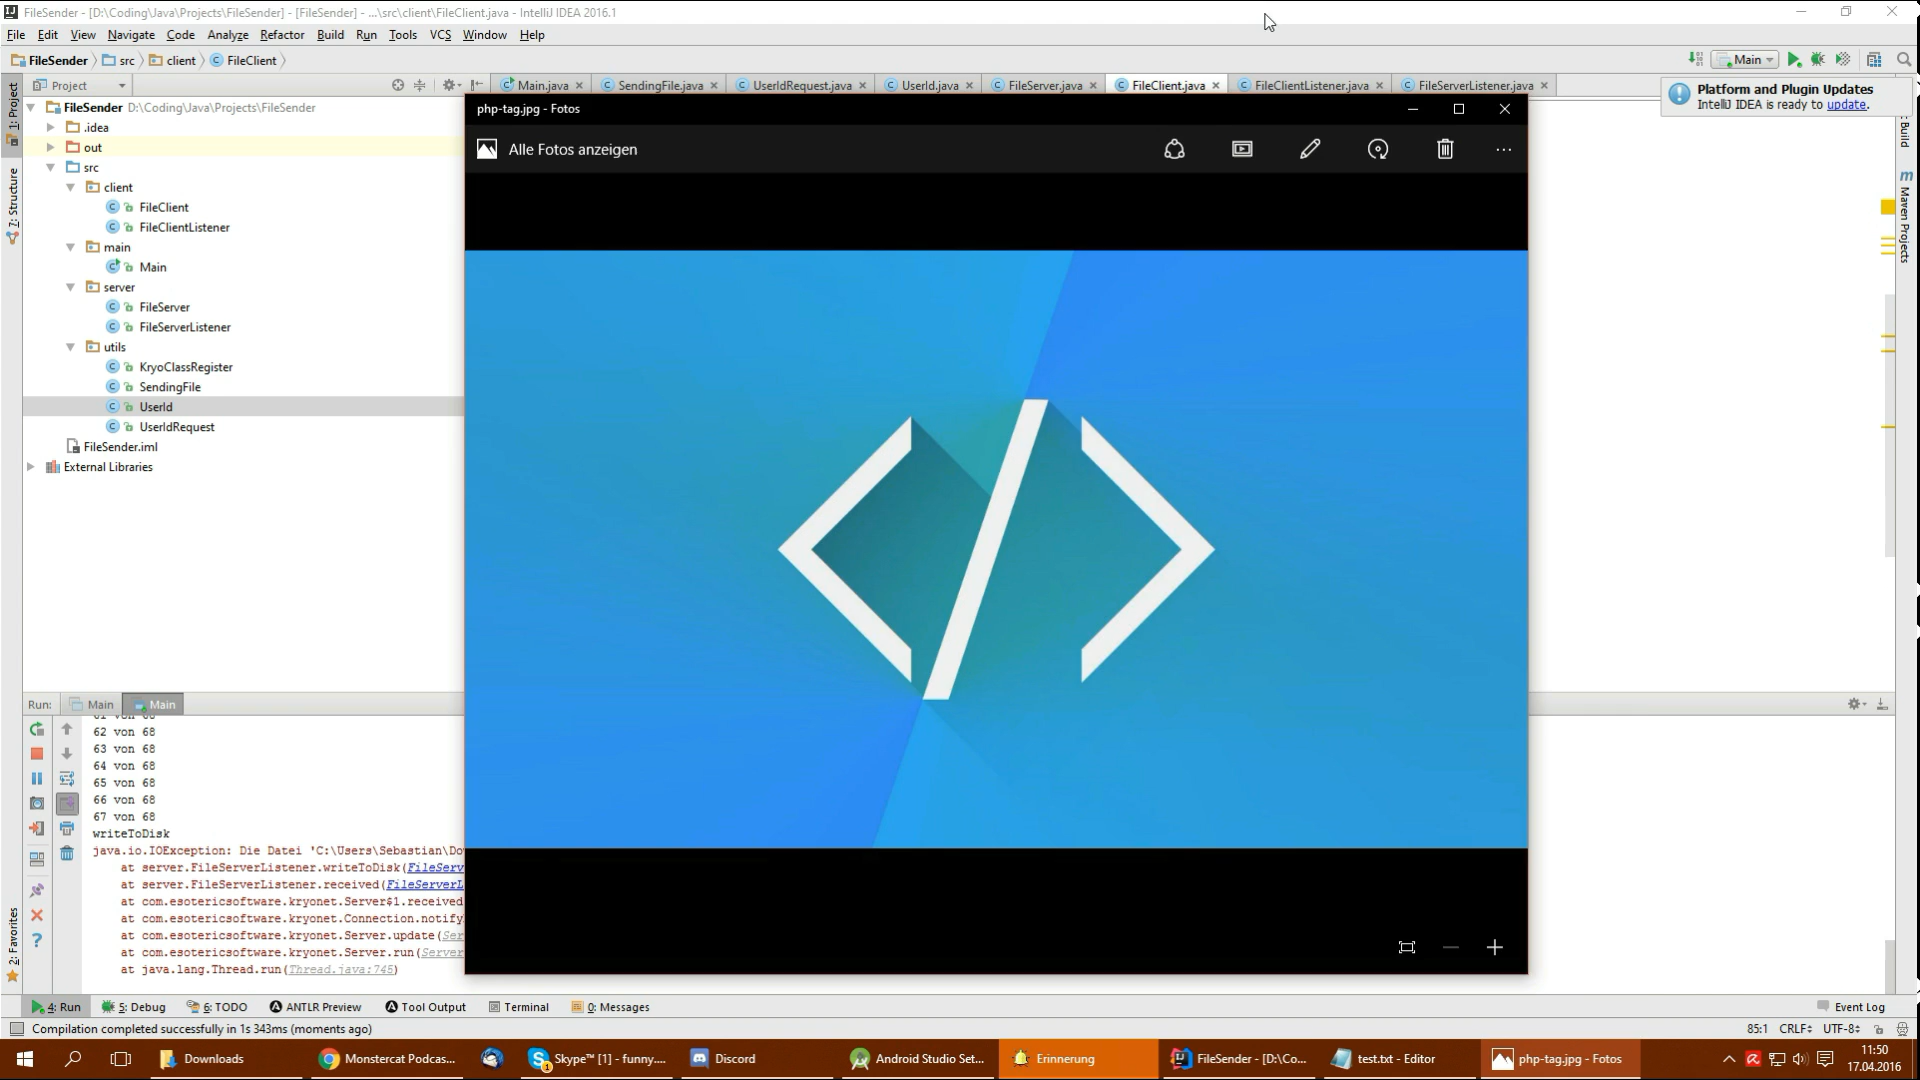 FileSender - [D:\Coding\Java\Projects\FileSender] - [FileSender] - ...\src\client\FileClient.java - IntelliJ IDEA 2016.1
File Edit View Navigate Code Analyze Refactor Build Run Tools VCS Window Help
FileSender src client FileClient
Main
Project
Main.java SendingFile.java UserIdRequest.java UserId.java FileServer.java FileClient.java FileClientListener.java FileServerListener.java
Platform and Plugin Updates
IntelliJ IDEA is ready to update.
1: Project
7: Structure
2: Favorites
Build
Maven Projects
FileSender D:\Coding\Java\Projects\FileSender
.idea
out
src
client
FileClient
FileClientListener
main
Main
server
FileServer
FileServerListener
utils
KryoClassRegister
SendingFile
UserId
UserIdRequest
FileSender.iml
External Libraries
php-tag.jpg - Fotos
Alle Fotos anzeigen
</>
Run: Main Main
62 von 68
63 von 68
64 von 68
65 von 68
66 von 68
67 von 68
writeToDisk
java.io.IOException: Die Datei 'C:\Users\Sebastian\Do
at server.FileServerListener.writeToDisk(FileServ
at server.FileServerListener.received(FileServerL
at com.esotericsoftware.kryonet.Server$1.received
at com.esotericsoftware.kryonet.Connection.notify
at com.esotericsoftware.kryonet.Server.update(Ser
at com.esotericsoftware.kryonet.Server.run(Server
at java.lang.Thread.run(Thread.java:745)
4: Run 5: Debug 6: TODO ANTLR Preview Tool Output Terminal 0: Messages Event Log
Compilation completed successfully in 1s 343ms (moments ago) 85:1 CRLF UTF-8
Downloads Monstercat Podcas... Skype™ [1] - funny.... Discord Android Studio Set... Erinnerung FileSender - [D:\Co... test.txt - Editor php-tag.jpg - Fotos
11:50
17.04.2016